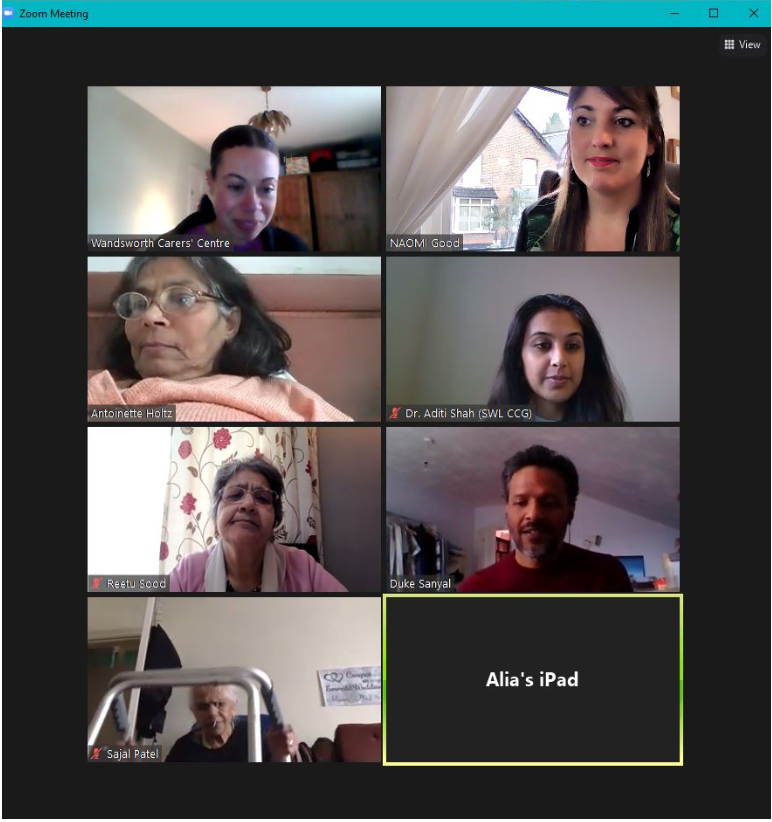 Zoom Meeting
View
Wandsworth Carers' Centre
NAOMI Good
Antoinette Holtz
Dr. Aditi Shah (SWL CCG)
Reetu Sood
Duke Sanyal
Sajal Patel
Alia's iPad